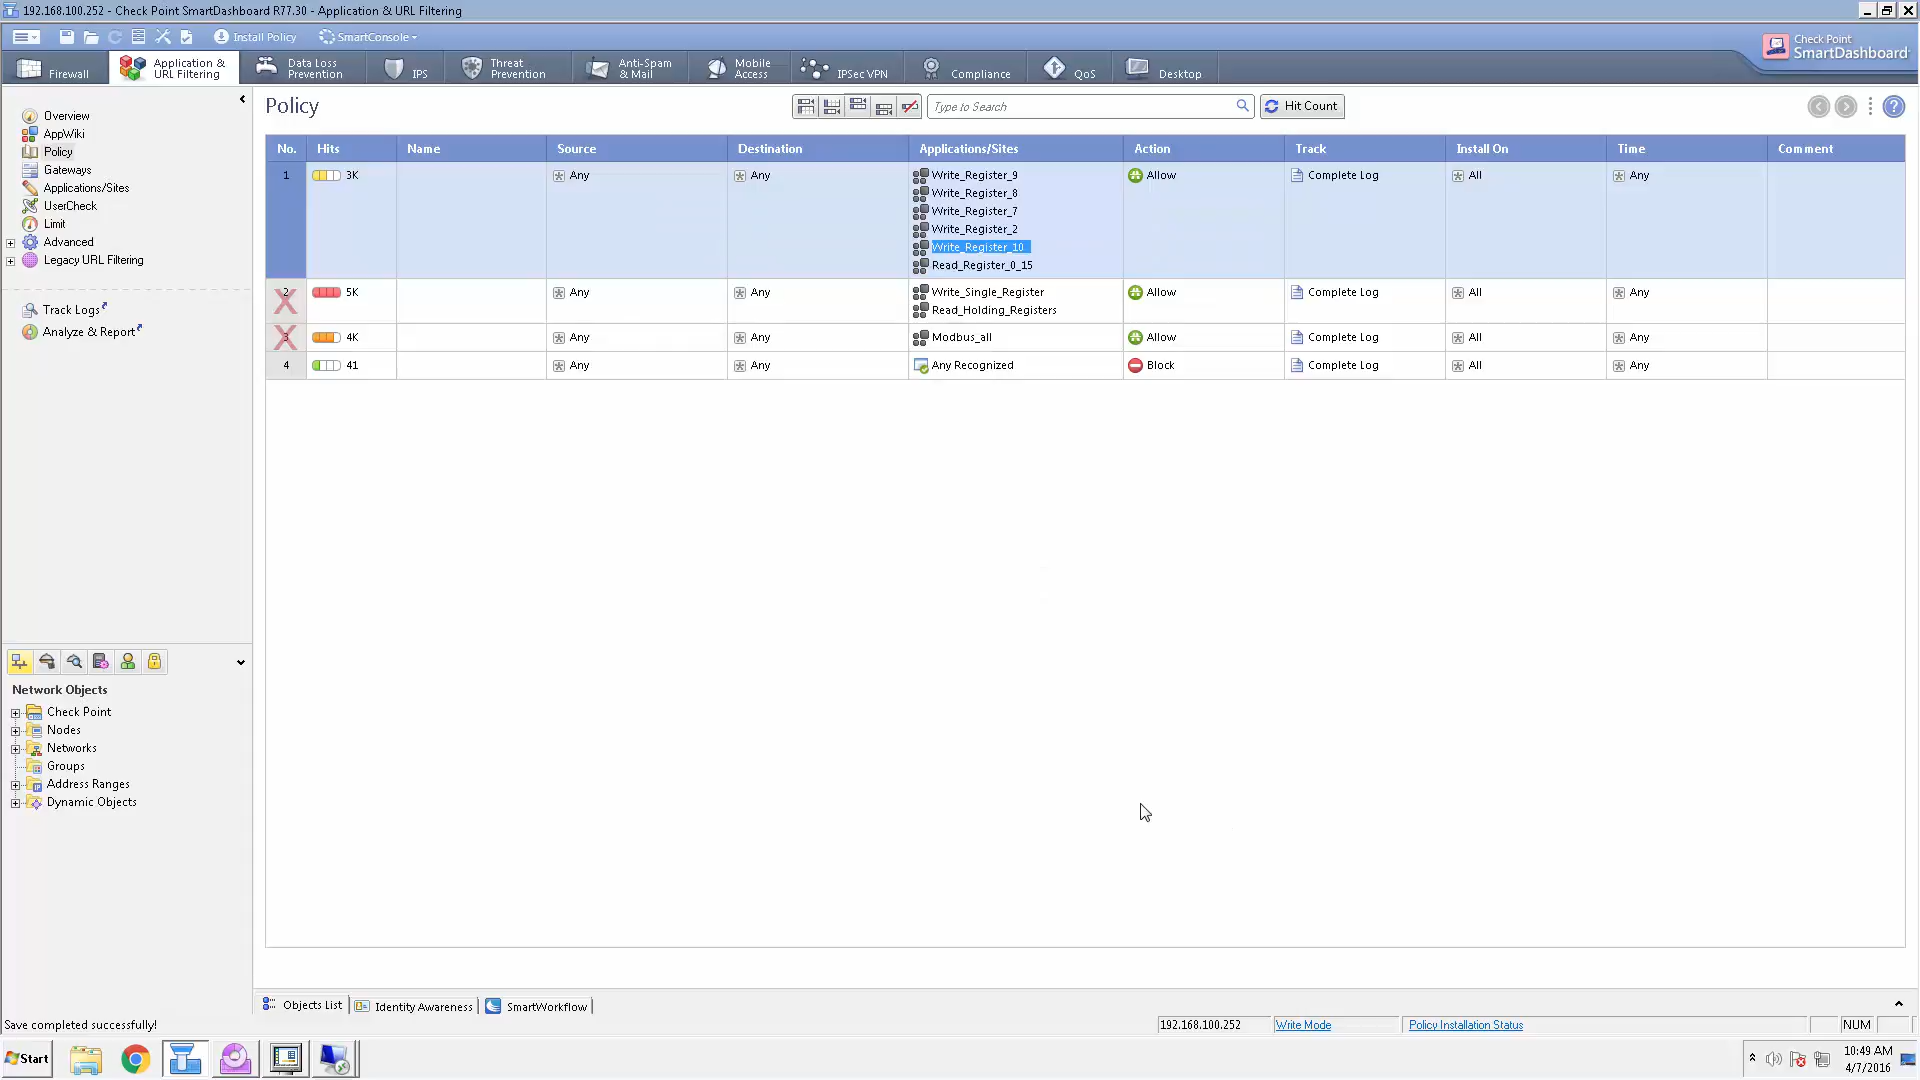 192.168.100.252 - Check Point SmartDashboard R77.30 - Application & URL Filtering
Install Policy
SmartConsole
Check Point
SmartDashboard
Firewall
Application &
URL Filtering
Data Loss
Prevention
IPS
Threat
Prevention
Anti-Spam
& Mail
Mobile
Access
IPSec VPN
Compliance
QoS
Desktop
Overview
AppWiki
Policy
Gateways
Applications/Sites
UserCheck
Limit
Advanced
Legacy URL Filtering
Track Logs
Analyze & Report
Network Objects
Check Point
Nodes
Networks
Groups
Address Ranges
Dynamic Objects
Policy
Type to Search
Hit Count
No. Hits Name Source Destination Applications/Sites Action Track Install On Time Comment
1 3K Any Any Write_Register_9 Allow Complete Log All Any
Write_Register_8
Write_Register_7
Write_Register_2
Write_Register_10
Read_Register_0_15
2 5K Any Any Write_Single_Register Allow Complete Log All Any
Read_Holding_Registers
3 4K Any Any Modbus_all Allow Complete Log All Any
4 41 Any Any Any Recognized Block Complete Log All Any
Objects List Identity Awareness SmartWorkflow
Save completed successfully! 192.168.100.252 Write Mode Policy Installation Status NUM
Start
10:49 AM
4/7/2016